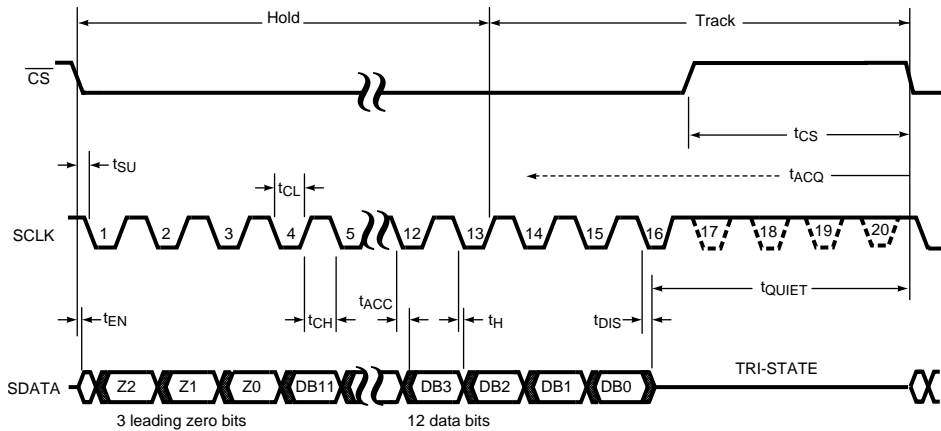 Hold Track
CS
tCS
tSU
tACQ
tCL
SCLK 1 2 3 4 5 12 13 14 15 16 17 18 19 20
tQUIET
tEN tCH tACC tH tDIS
SDATA Z2 Z1 Z0 DB11 DB3 DB2 DB1 DB0 TRI-STATE
3 leading zero bits 12 data bits